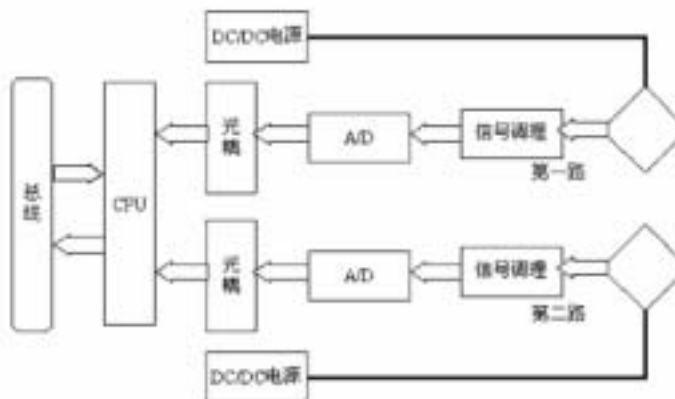 DC/DC电源
光耦
A/D
信号调理
第一路
总线
CPU
光耦
A/D
信号调理
第二路
DC/DC电源